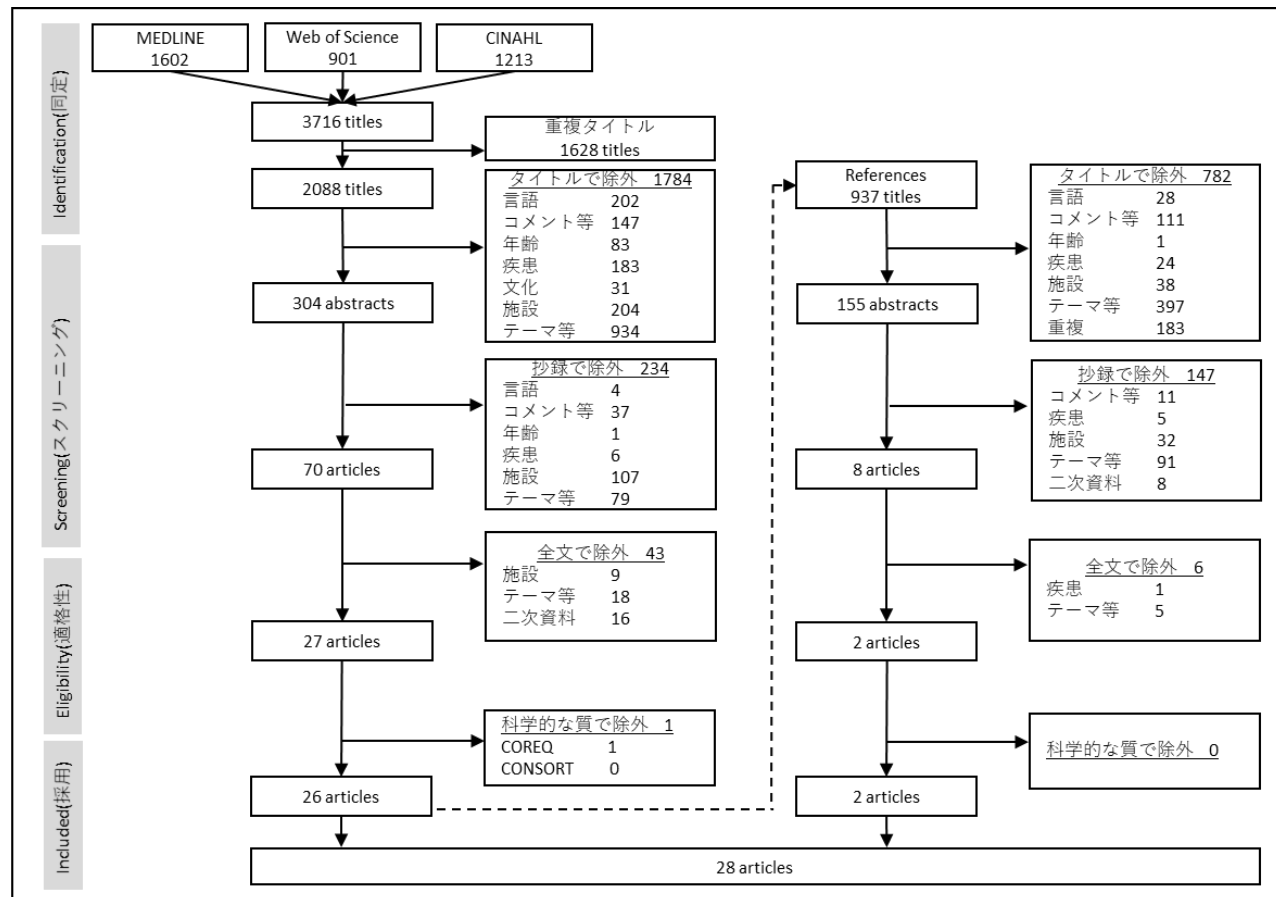 Identification(同定)
MEDLINE
1602
Web of Science
901
CINAHL
1213
3716 titles
重複タイトル
1628 titles
2088 titles
タイトルで除外 1784
言語 202
コメント等 147
年齢 83
疾患 183
文化 31
施設 204
テーマ等 934
References
937 titles
タイトルで除外 782
言語 28
コメント等 111
年齢 1
疾患 24
施設 38
テーマ等 397
重複 183
Screening(スクリーニング)
304 abstracts
抄録で除外 234
言語 4
コメント等 37
年齢 1
疾患 6
施設 107
テーマ等 79
155 abstracts
抄録で除外 147
コメント等 11
疾患 5
施設 32
テーマ等 91
二次資料 8
70 articles
8 articles
Eligibility(適格性)
全文で除外 43
施設 9
テーマ等 18
二次資料 16
全文で除外 6
疾患 1
テーマ等 5
27 articles
2 articles
Included(採用)
科学的な質で除外 1
COREQ 1
CONSORT 0
科学的な質で除外 0
26 articles
2 articles
28 articles